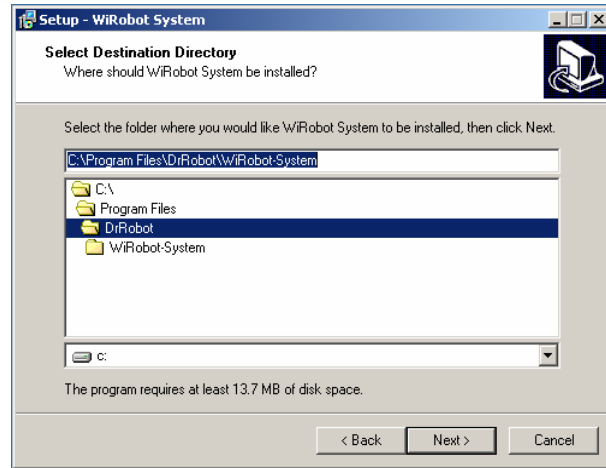 Setup - WiRobot System
Select Destination Directory
Where should WiRobot System be installed?
Select the folder where you would like WiRobot System to be installed, then click Next.
C:\Program Files\DrRobot\WiRobot-System
C:\
Program Files
DrRobot
WiRobot-System
c:
The program requires at least 13.7 MB of disk space.
< Back Next > Cancel